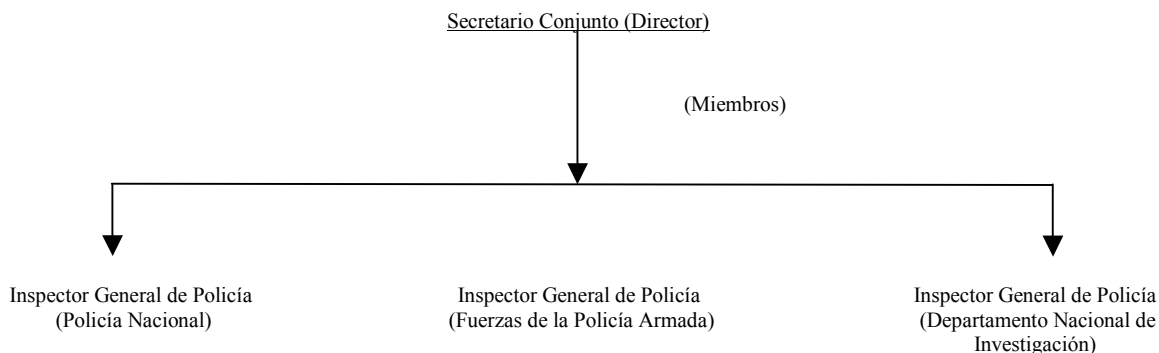 Secretario Conjunto (Director)
(Miembros)
Inspector General de Policía
(Policía Nacional)
Inspector General de Policía
(Fuerzas de la Policía Armada)
Inspector General de Policía
(Departamento Nacional de
Investigación)